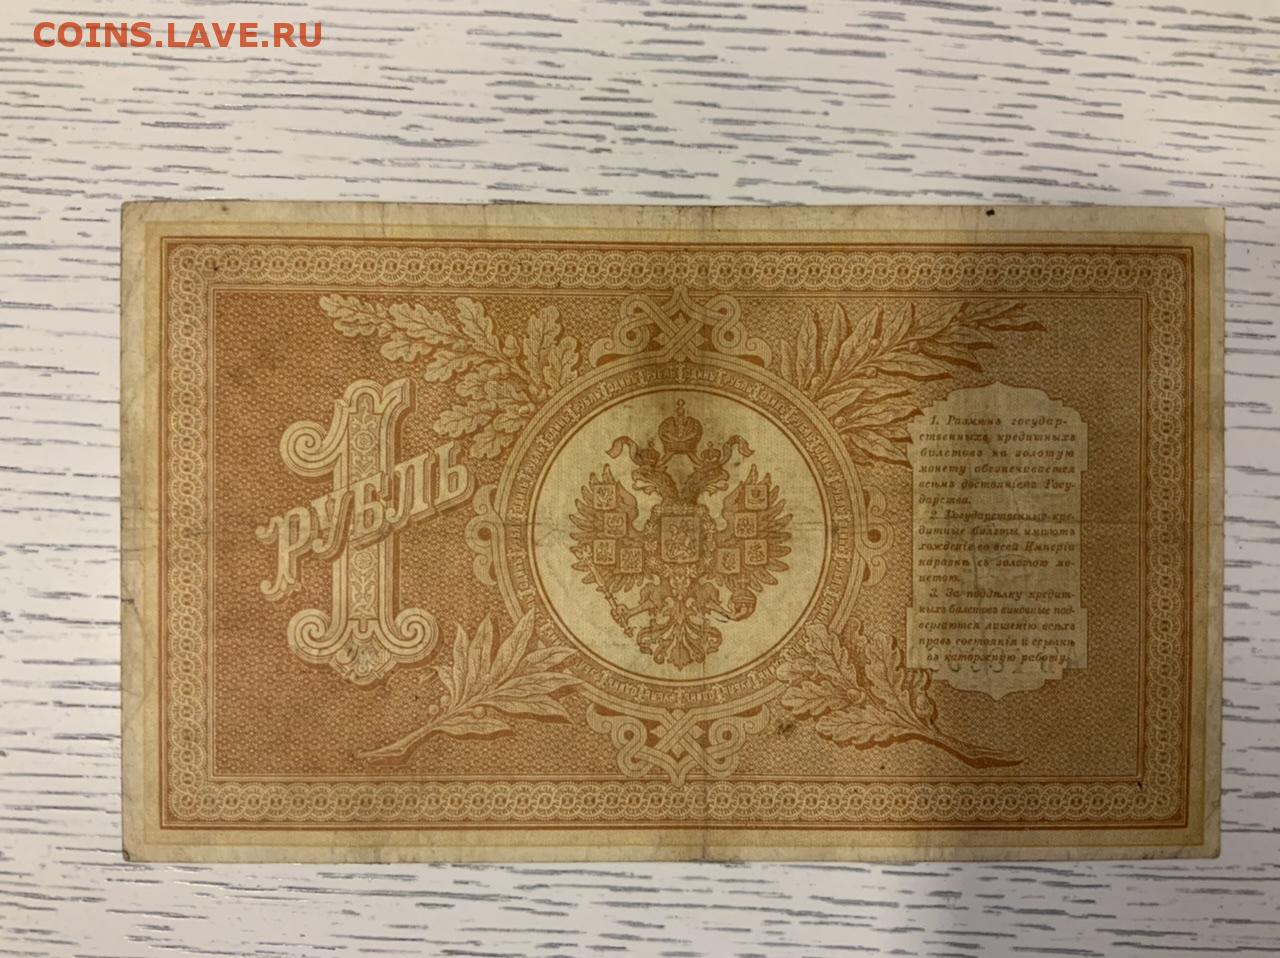 COINS.LAVE.RU
1
РУБЛЬ
1. Размѣнъ государ-
ственныхъ кредитныхъ
билетовъ на золотую
монету обезпечивается
всѣмъ достояніемъ Госу-
дарства.
2. Государственные кре-
дитные билеты имѣютъ
хожденіе во всей Имперіи
наравнѣ съ золотою мо-
нетою.
3. За поддѣлку кредит-
ныхъ билетовъ виновные под-
вергаются лишенію всѣхъ
правъ состоянія и ссылкѣ
въ каторжную работу.